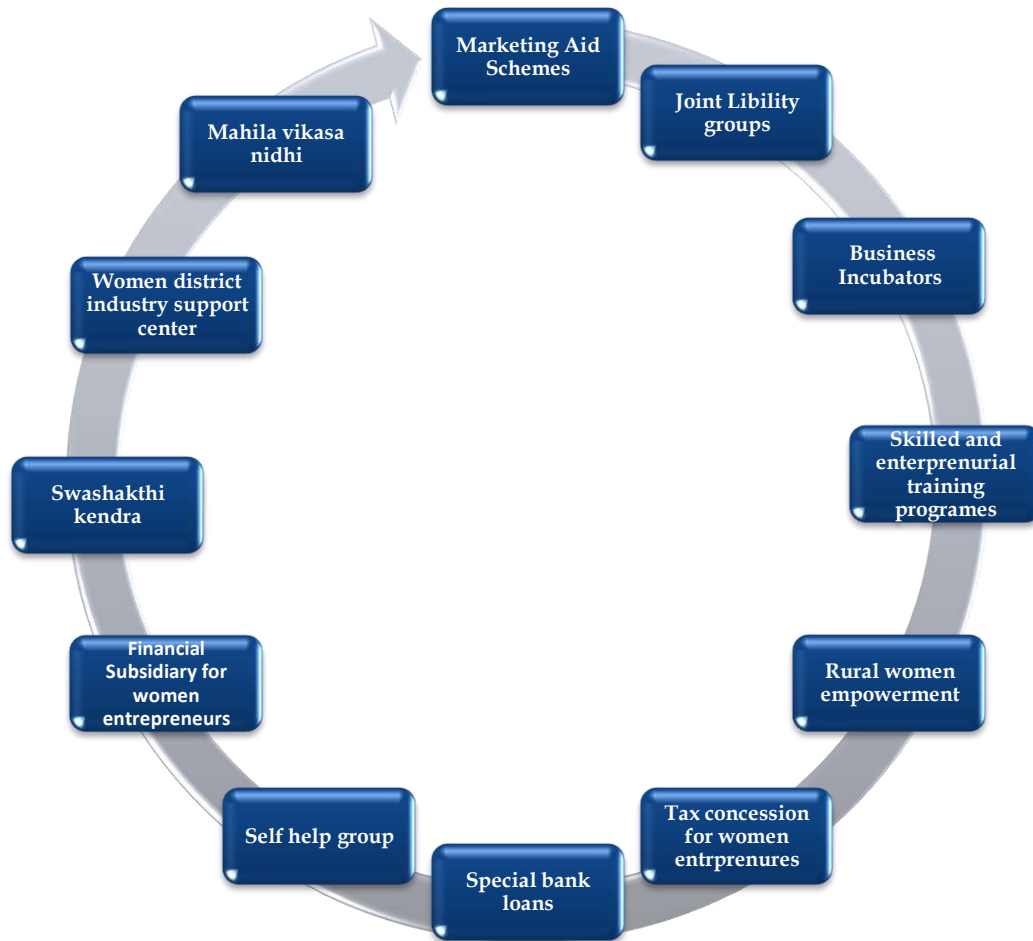 Marketing Aid
Schemes
Joint Libility
groups
Business
Incubators
Skilled and
enterprenurial
training
programes
Rural women
empowerment
Tax concession
for women
entrprenures
Special bank
loans
Self help group
Financial
Subsidiary for
women
entrepreneurs
Swashakthi
kendra
Women district
industry support
center
Mahila vikasa
nidhi